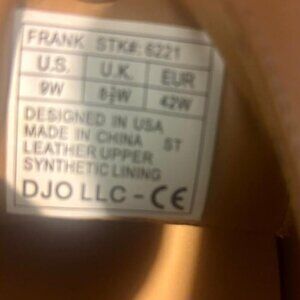 FRANK STK#: 6221
U.S. U.K. EUR
9W 8½W 42W
DESIGNED IN USA
MADE IN CHINA ST
LEATHER UPPER
SYNTHETIC LINING
DJO LLC - CE